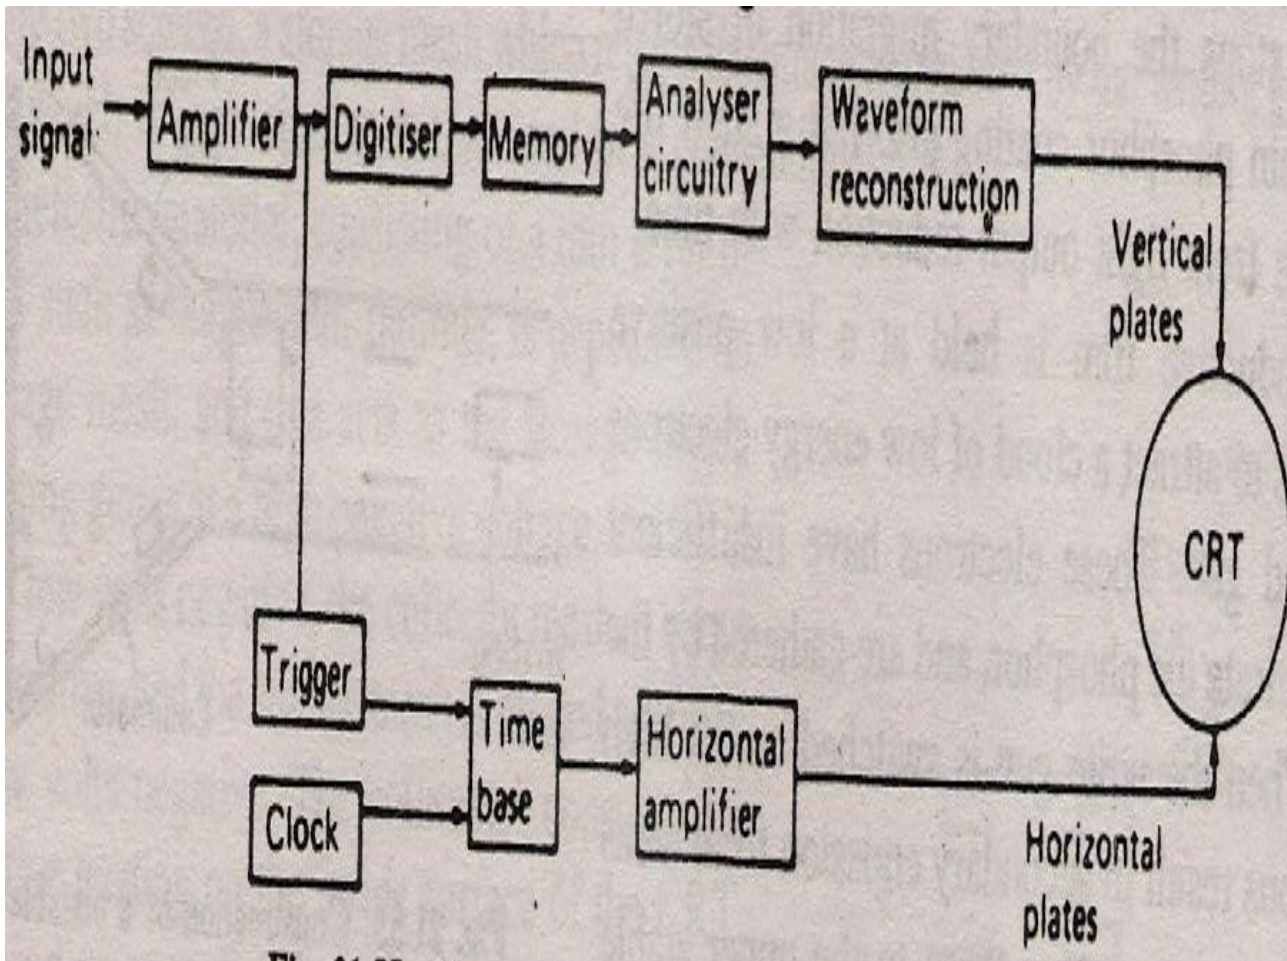 Input
signal
Amplifier
Digitiser
Memory
Analyser
circuitry
Waveform
reconstruction
Vertical
plates
CRT
Trigger
Time
base
Clock
Horizontal
amplifier
Horizontal
plates